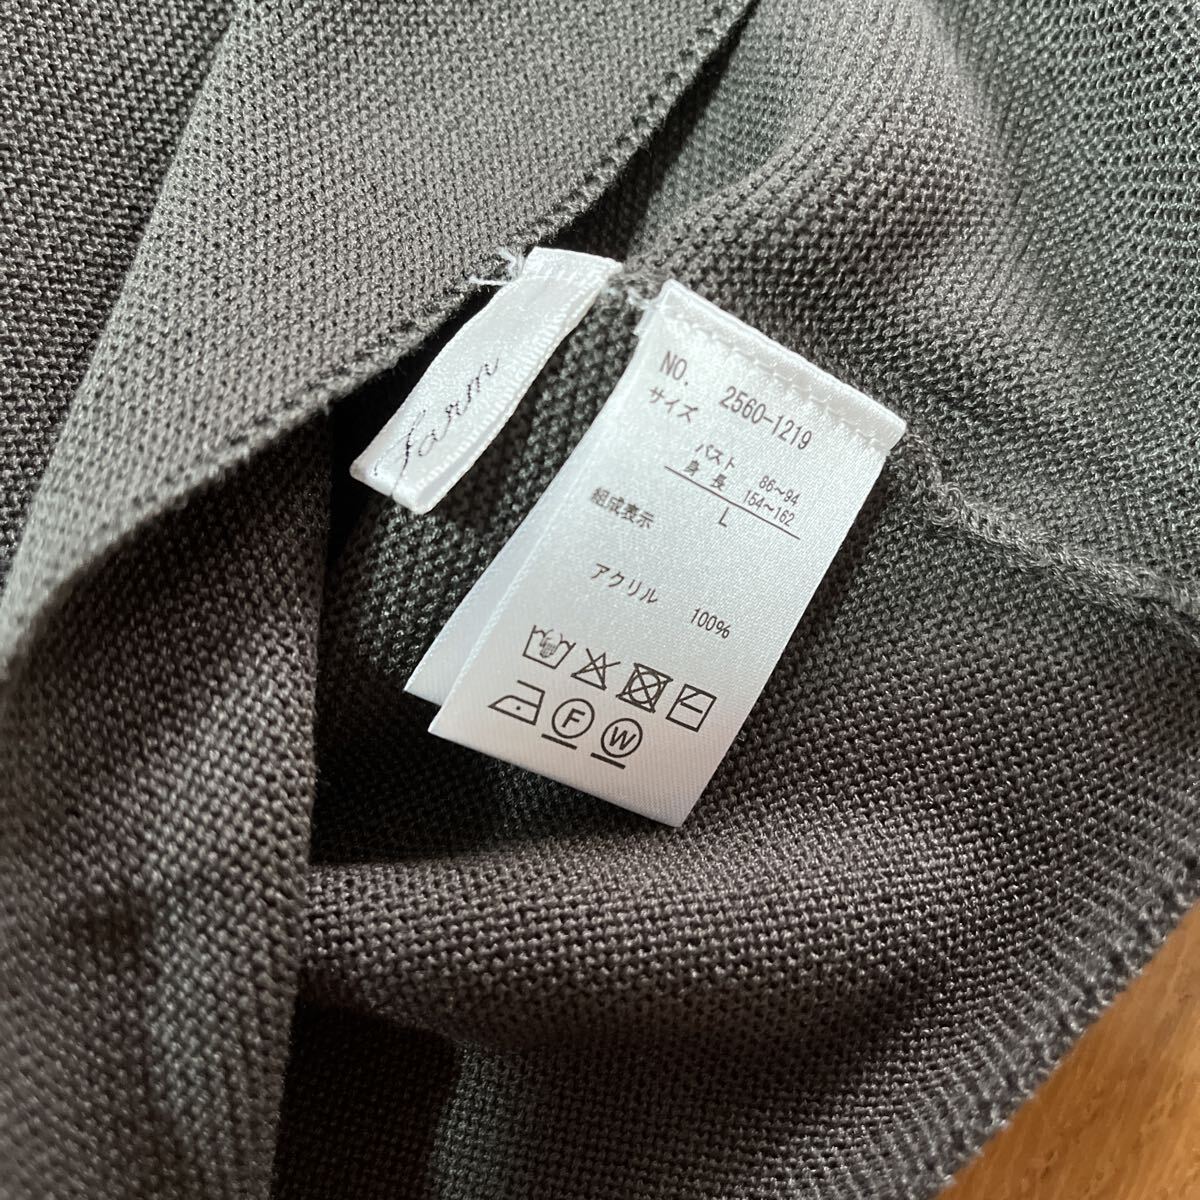 Farm
NO. 2560-1219
サイズ
バスト 86~94
身長 154~162
L
組成表示
アクリル 100%
F W